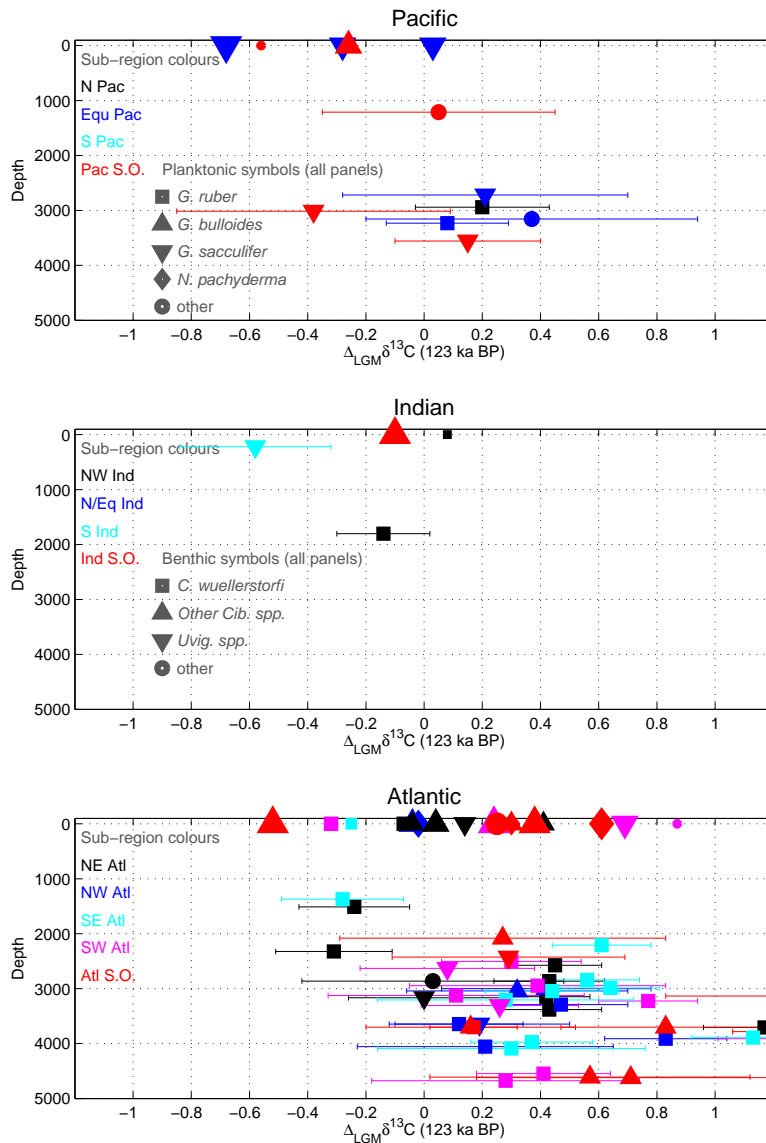 Pacific
0
Sub-region colours
N Pac
1000
Equ Pac
S Pac
2000
Pac S.O.
Planktonic symbols (all panels)
G. ruber
3000
G. bulloides
G. sacculifer
4000
N. pachyderma
other
5000
Depth
−1 −0.8 −0.6 −0.4 −0.2 0 0.2 0.4 0.6 0.8 1
Δ_LGM δ¹³C (123 ka BP)
Indian
0
Sub-region colours
NW Ind
1000
N/Eq Ind
S Ind
2000
Ind S.O.
Benthic symbols (all panels)
C. wuellerstorfi
3000
Other Cib. spp.
Uvig. spp.
4000
other
5000
Depth
−1 −0.8 −0.6 −0.4 −0.2 0 0.2 0.4 0.6 0.8 1
Δ_LGM δ¹³C (123 ka BP)
Atlantic
0
Sub-region colours
NE Atl
1000
NW Atl
SE Atl
2000
SW Atl
Atl S.O.
3000
4000
5000
Depth
−1 −0.8 −0.6 −0.4 −0.2 0 0.2 0.4 0.6 0.8 1
Δ_LGM δ¹³C (123 ka BP)